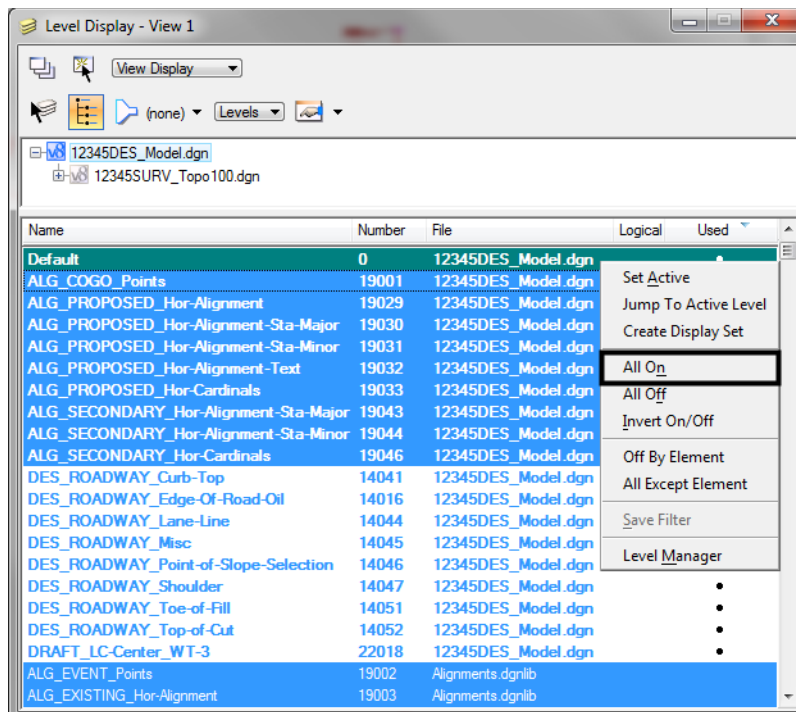 Level Display - View 1
View Display
(none) Levels
12345DES_Model.dgn
12345SURV_Topo100.dgn
Name Number File Logical Used
Default 0 12345DES_Model.dgn
ALG_COGO_Points 19001 12345DES_Model.dgn
ALG_PROPOSED_Hor-Alignment 19029 12345DES_Model.dgn
ALG_PROPOSED_Hor-Alignment-Sta-Major 19030 12345DES_Model.dgn
ALG_PROPOSED_Hor-Alignment-Sta-Minor 19031 12345DES_Model.dgn
ALG_PROPOSED_Hor-Alignment-Text 19032 12345DES_Model.dgn
ALG_PROPOSED_Hor-Cardinals 19033 12345DES_Model.dgn
ALG_SECONDARY_Hor-Alignment-Sta-Major 19043 12345DES_Model.dgn
ALG_SECONDARY_Hor-Alignment-Sta-Minor 19044 12345DES_Model.dgn
ALG_SECONDARY_Hor-Cardinals 19046 12345DES_Model.dgn
DES_ROADWAY_Curb-Top 14041 12345DES_Model.dgn
DES_ROADWAY_Edge-Of-Road-Oil 14016 12345DES_Model.dgn
DES_ROADWAY_Lane-Line 14044 12345DES_Model.dgn
DES_ROADWAY_Misc 14045 12345DES_Model.dgn
DES_ROADWAY_Point-of-Slope-Selection 14046 12345DES_Model.dgn
DES_ROADWAY_Shoulder 14047 12345DES_Model.dgn
DES_ROADWAY_Toe-of-Fill 14051 12345DES_Model.dgn
DES_ROADWAY_Top-of-Cut 14052 12345DES_Model.dgn
DRAFT_LC-Center_WT-3 22018 12345DES_Model.dgn
ALG_EVENT_Points 19002 Alignments.dgnlib
ALG_EXISTING_Hor-Alignment 19003 Alignments.dgnlib
Set Active
Jump To Active Level
Create Display Set
All On
All Off
Invert On/Off
Off By Element
All Except Element
Save Filter
Level Manager